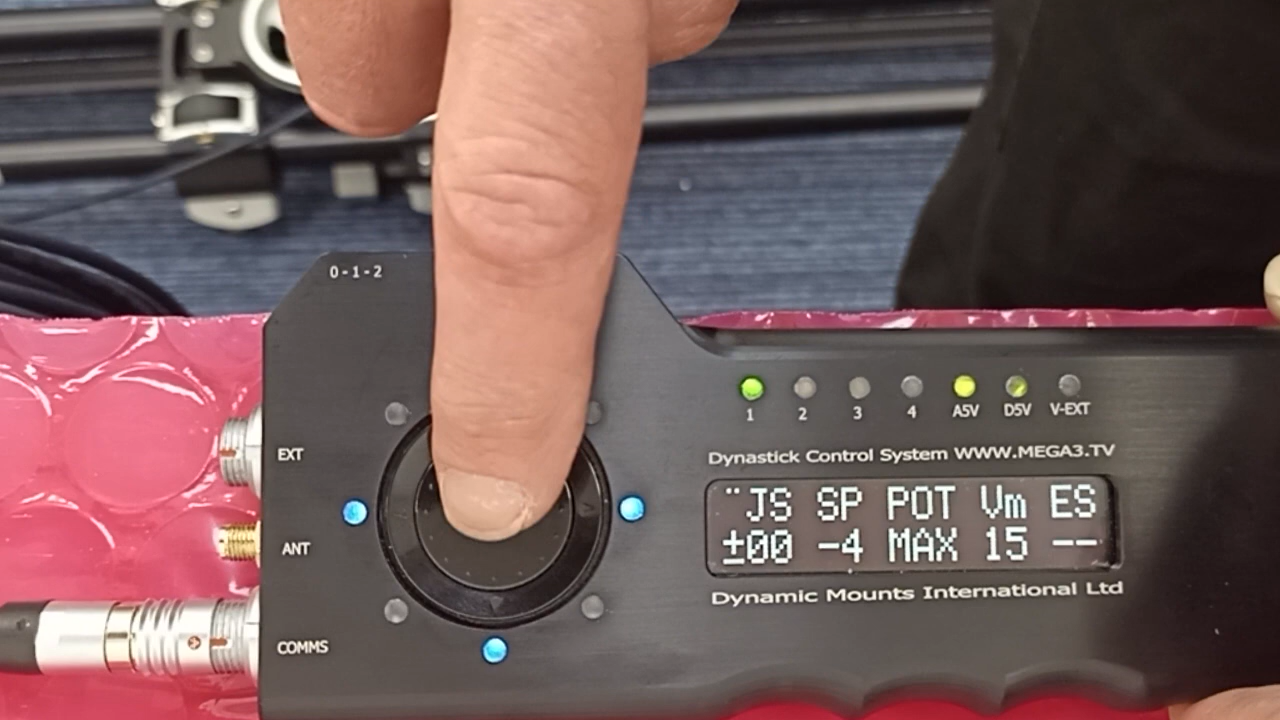 0-1-2
1 2 3 4 A5V D5V V-EXT
EXT
Dynastick Control System WWW.MEGA3.TV
¨JS SP POT Vm ES
±00 -4 MAX 15 --
ANT
Dynamic Mounts International Ltd
COMMS